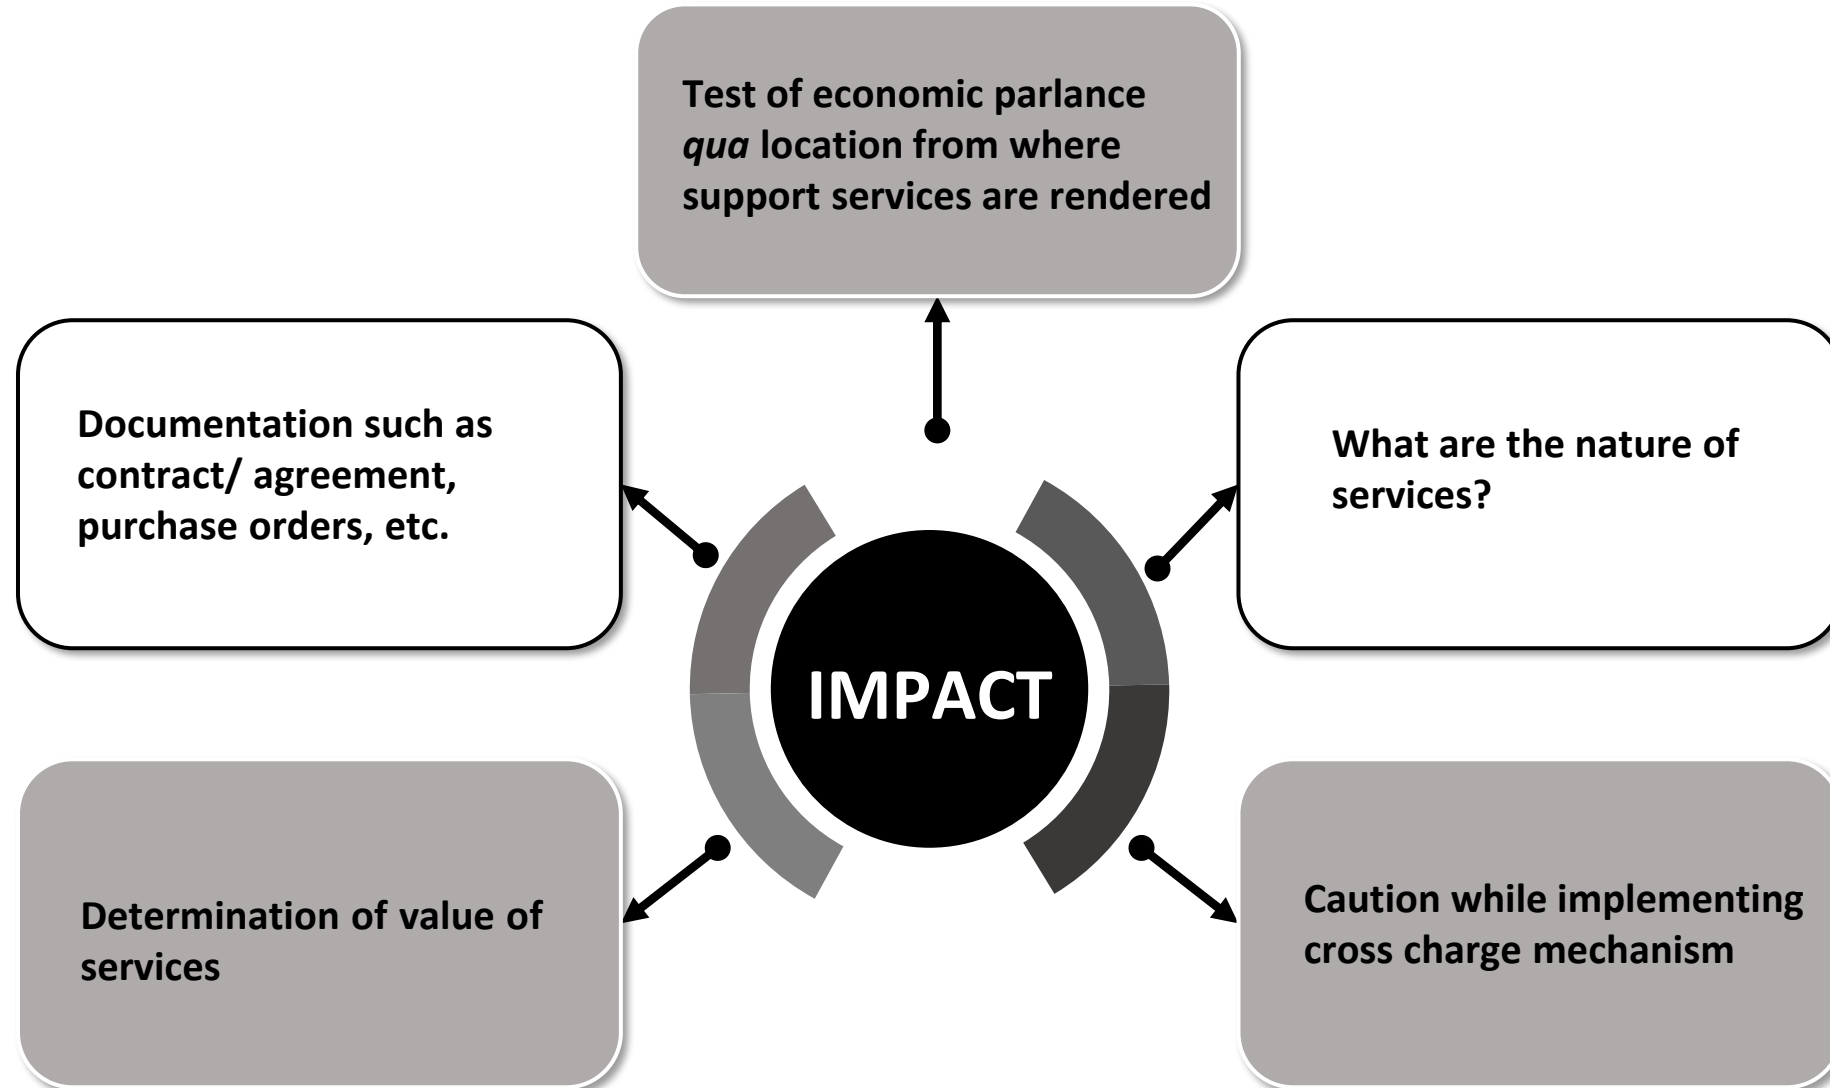 Test of economic parlance
qua location from where
support services are rendered
Documentation such as
contract/ agreement,
purchase orders, etc.
What are the nature of
services?
IMPACT
Determination of value of
services
Caution while implementing
cross charge mechanism